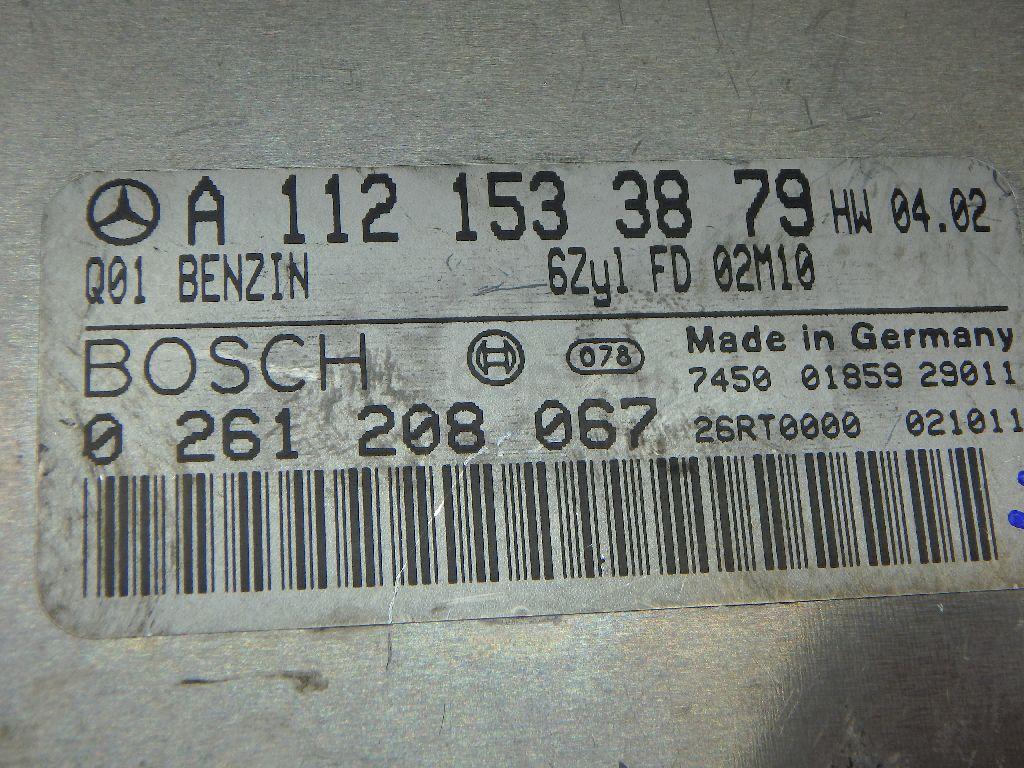 A 112 153 38 79 HW 04.02
Q01 BENZIN 6Zyl FD 02M10
BOSCH 078 Made in Germany
7450 01859 29011
0 261 208 067 26RT0000 021011